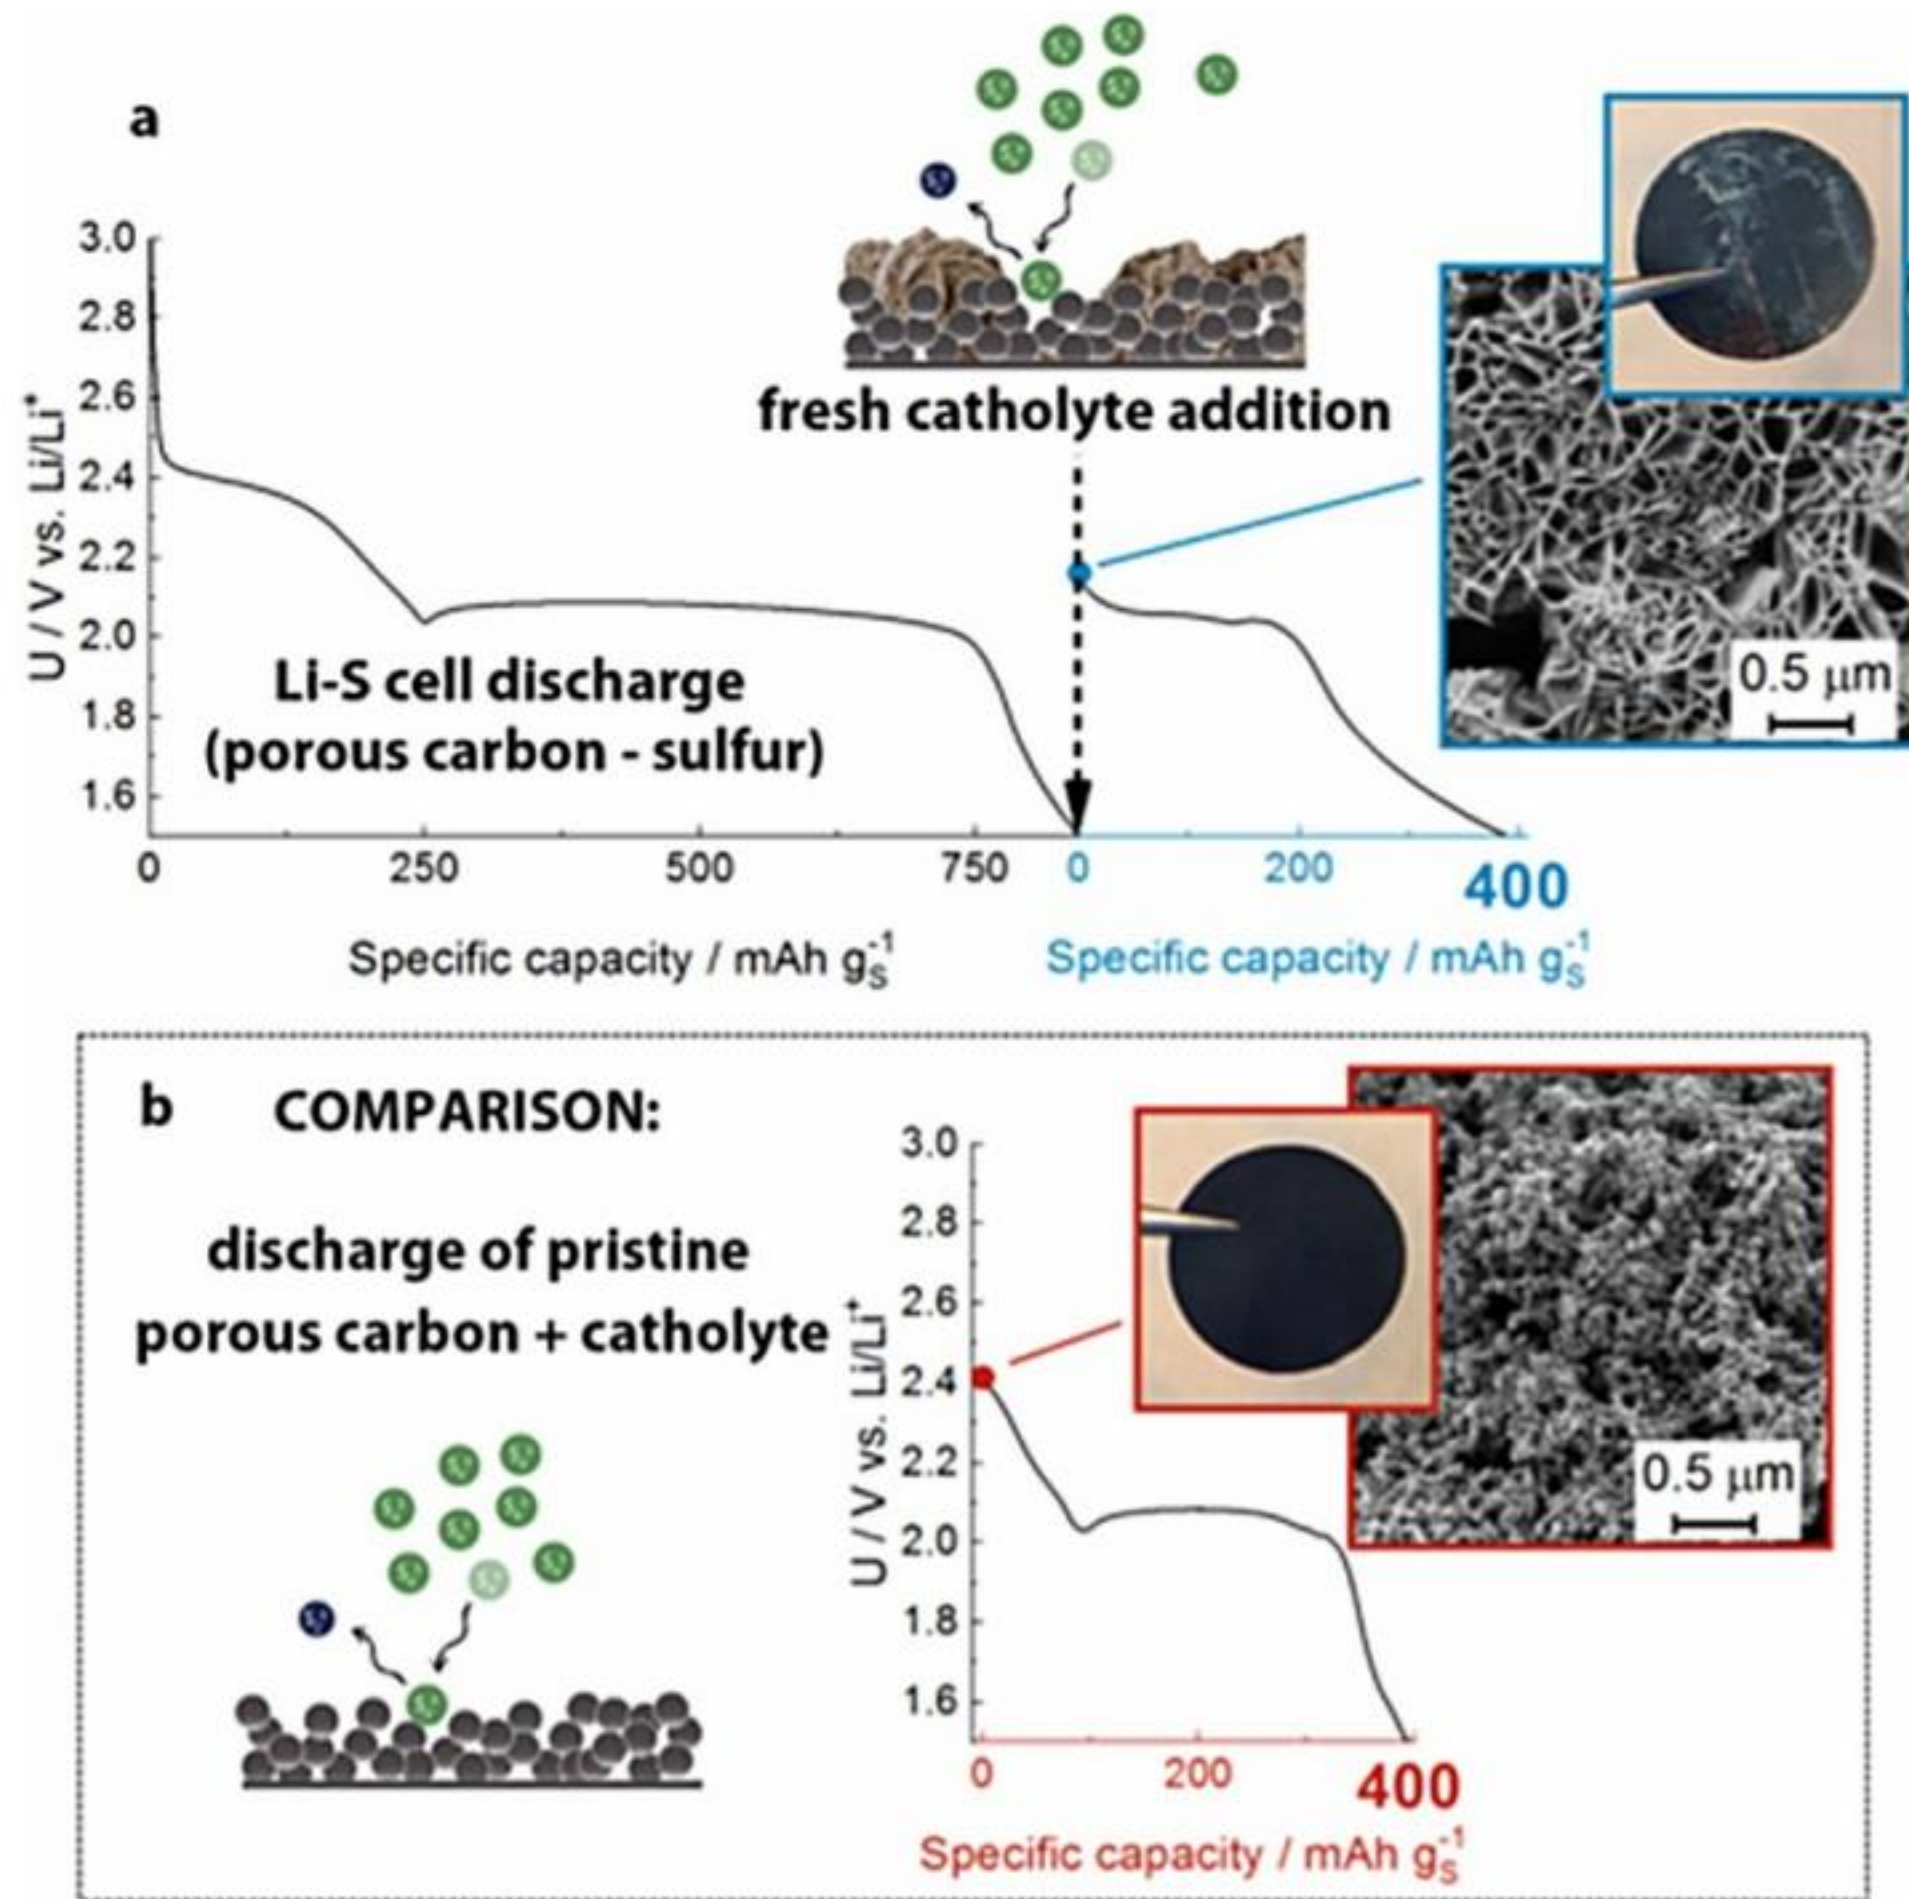 a
3.0
2.8
2.6
2.4
2.2
2.0
1.8
1.6
U / V vs. Li/Li⁺
fresh catholyte addition
Li-S cell discharge
(porous carbon - sulfur)
0.5 μm
0 250 500 750 0 200 400
Specific capacity / mAh g_S⁻¹ Specific capacity / mAh g_S⁻¹
b COMPARISON:
discharge of pristine
porous carbon + catholyte
3.0
2.8
2.6
2.4
2.2
2.0
1.8
1.6
U / V vs. Li/Li⁺
0.5 μm
0 200 400
Specific capacity / mAh g_S⁻¹